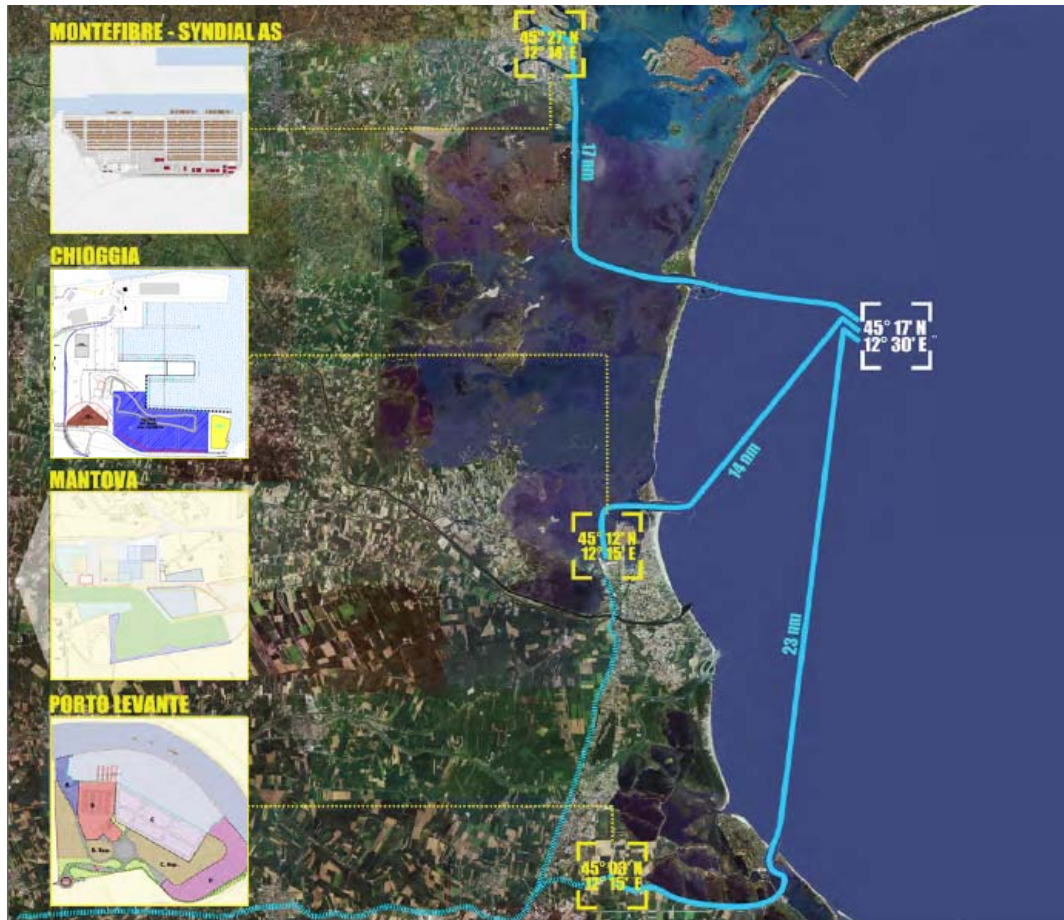 MONTEFIBRE - SYNDIAL AS
45° 27' N
12° 14' E
17 nm
CHIOGGIA
45° 17' N
12° 30' E
14 nm
MANTOVA
45° 12' N
12° 15' E
23 nm
PORTO LEVANTE
45° 03' N
12° 15' E